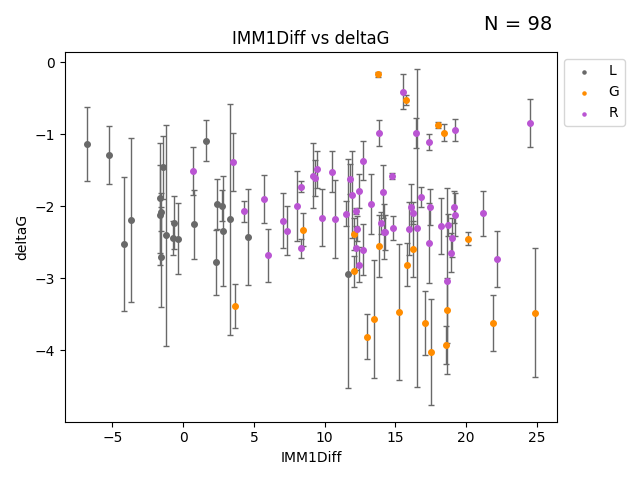 N = 98
IMM1Diff vs deltaG
0
−1
−2
−3
−4
deltaG
−5
0
5
10
15
20
25
IMM1Diff
L
G
R